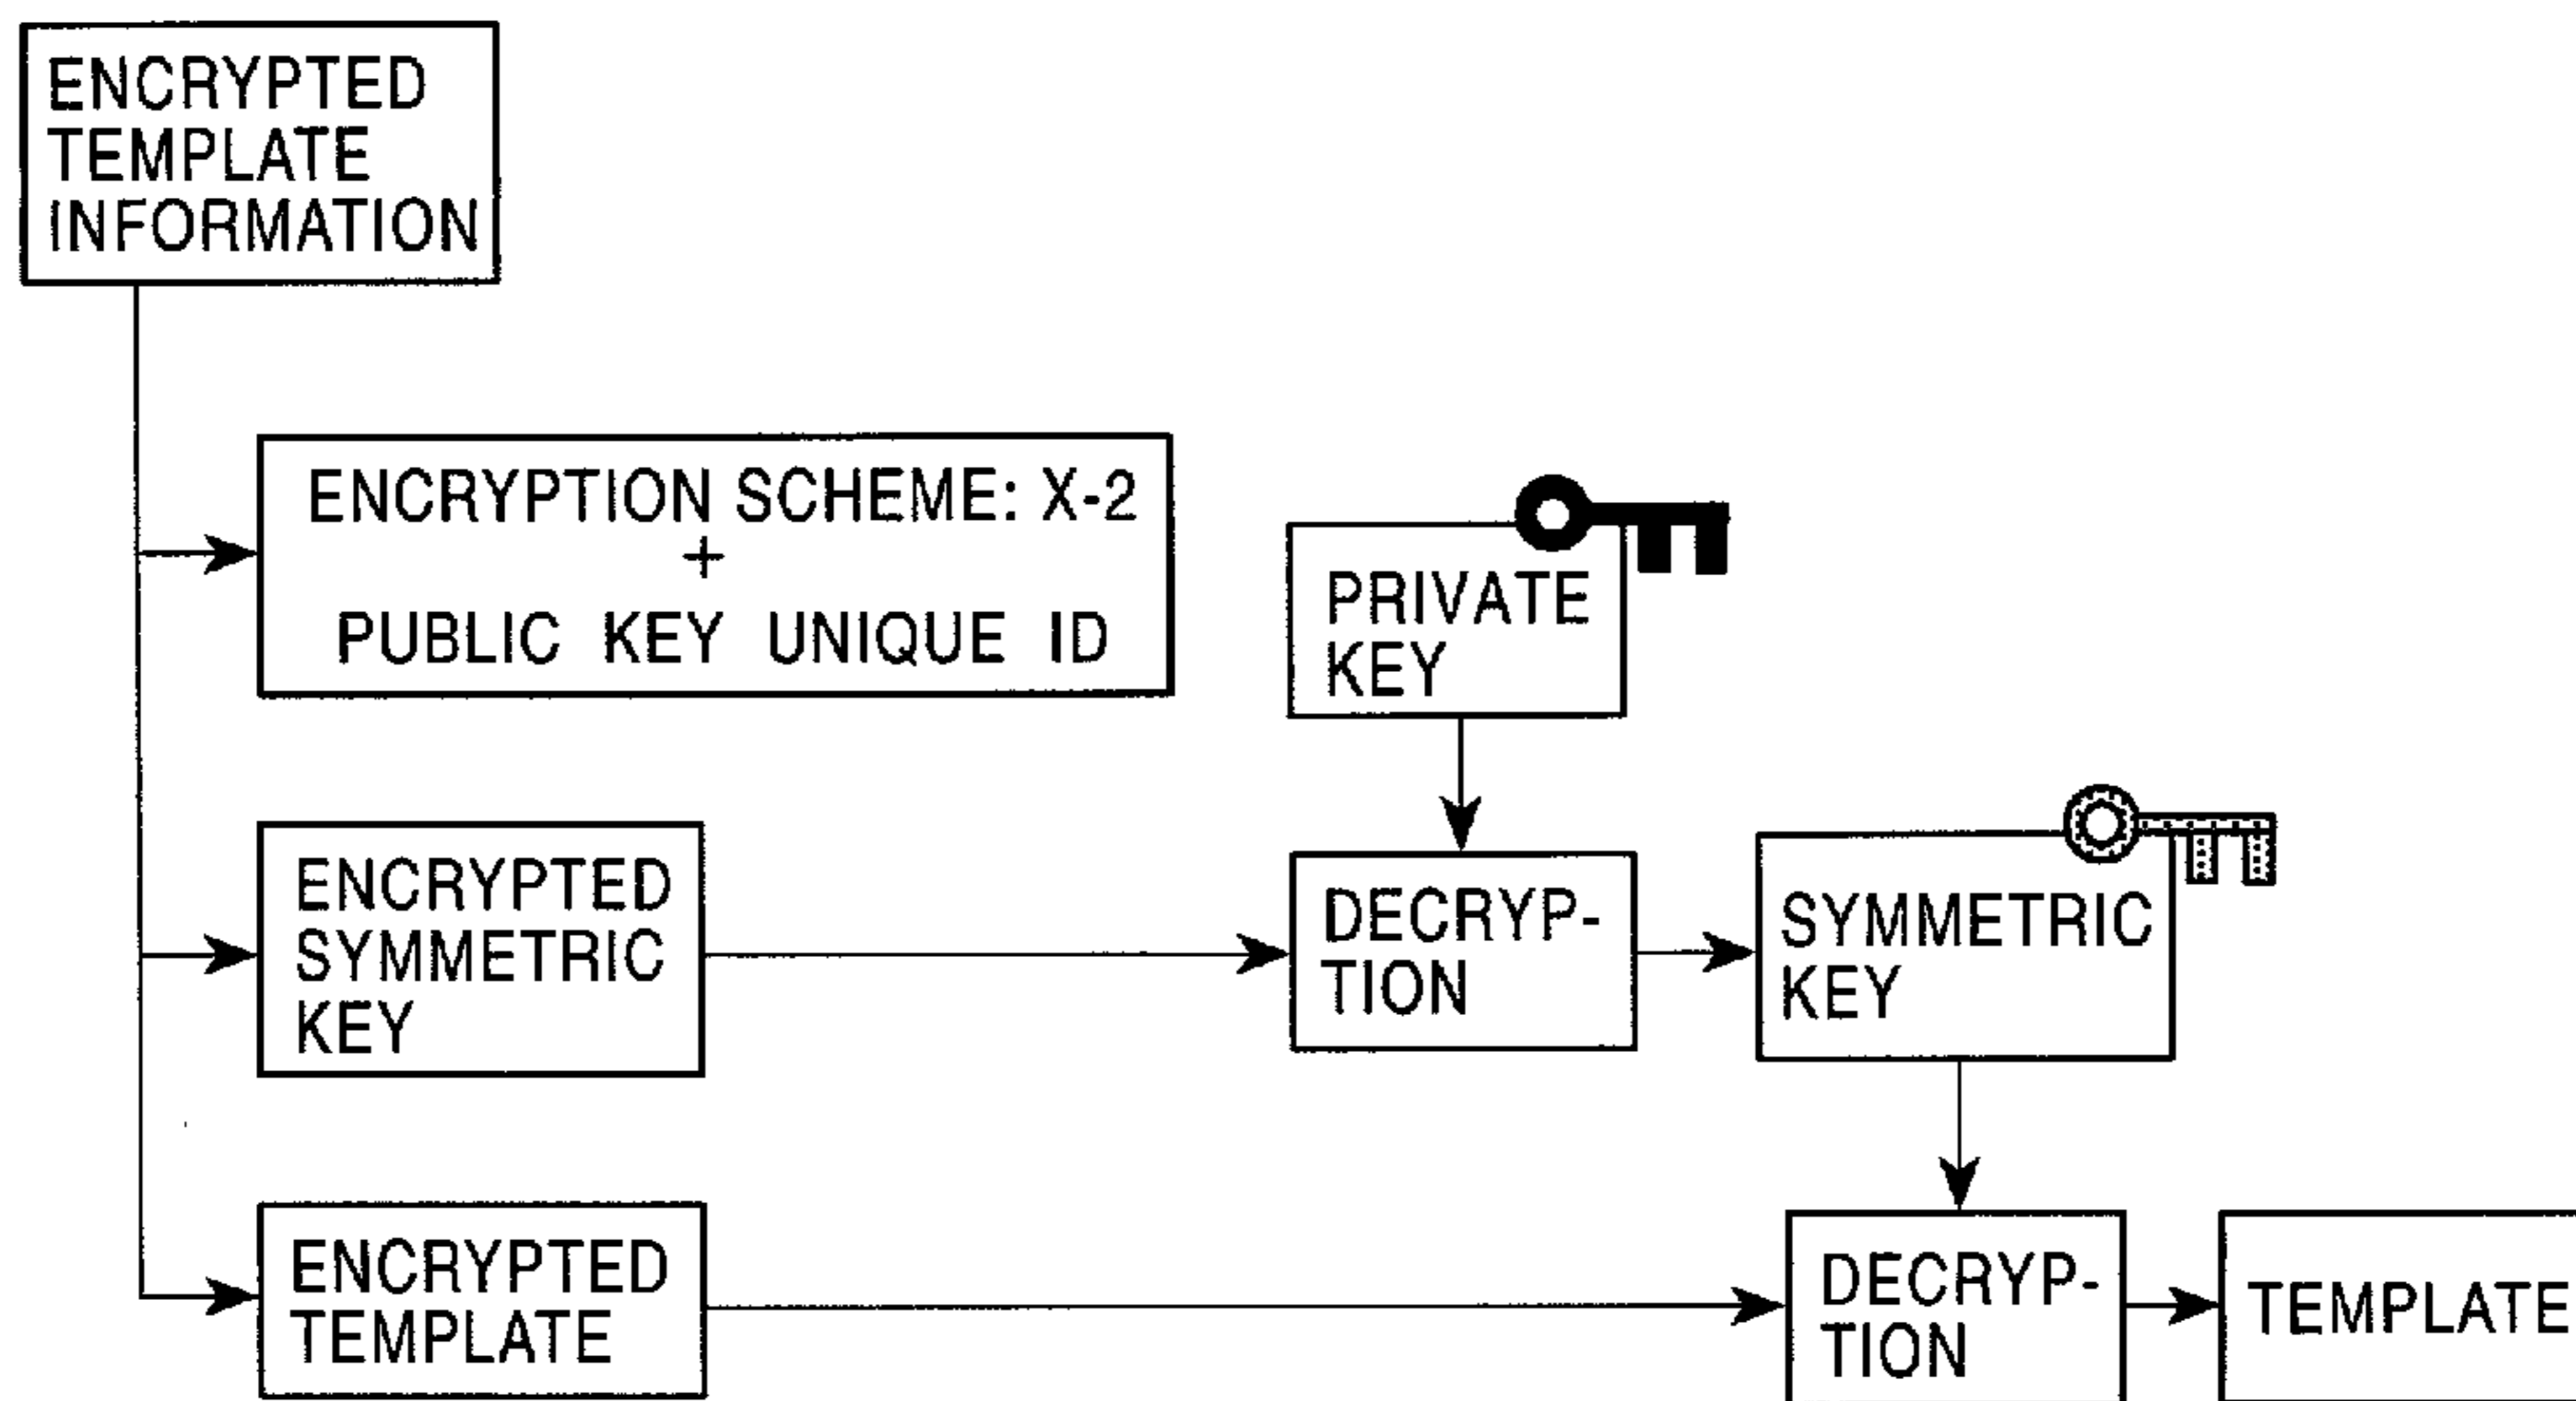 ENCRYPTED
TEMPLATE
INFORMATION
ENCRYPTION SCHEME: X-2
+
PUBLIC KEY UNIQUE ID
PRIVATE
KEY
ENCRYPTED
SYMMETRIC
KEY
DECRYP-
TION
SYMMETRIC
KEY
ENCRYPTED
TEMPLATE
DECRYP-
TION
TEMPLATE